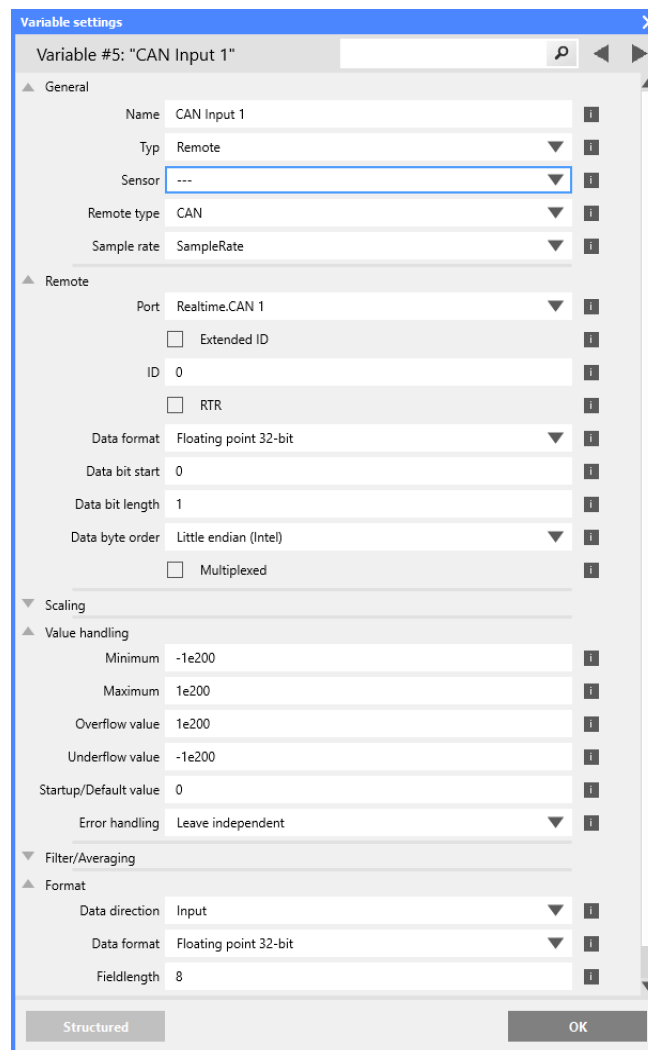 Variable settings
Variable #5: "CAN Input 1"
General
Name CAN Input 1
Typ Remote
Sensor ---
Remote type CAN
Sample rate SampleRate
Remote
Port Realtime.CAN 1
Extended ID
ID 0
RTR
Data format Floating point 32-bit
Data bit start 0
Data bit length 1
Data byte order Little endian (Intel)
Multiplexed
Scaling
Value handling
Minimum -1e200
Maximum 1e200
Overflow value 1e200
Underflow value -1e200
Startup/Default value 0
Error handling Leave independent
Filter/Averaging
Format
Data direction Input
Data format Floating point 32-bit
Fieldlength 8
Structured OK